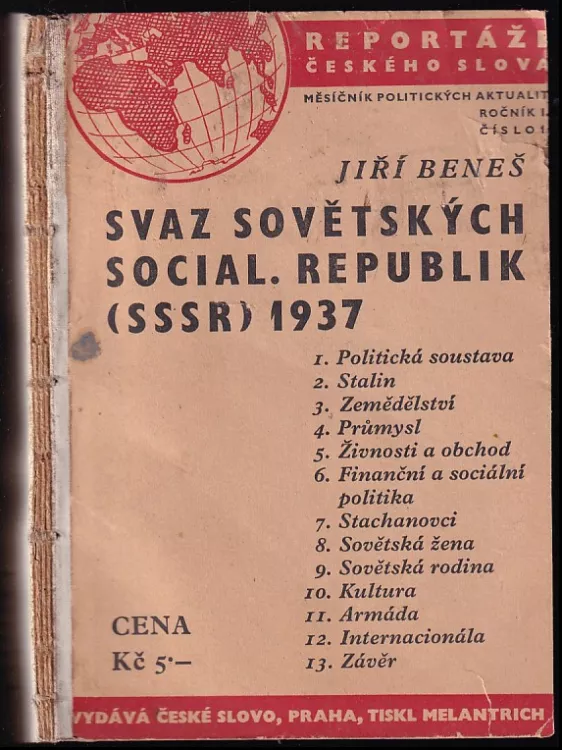 REPORTÁŽE
ČESKÉHO SLOVA
MĚSÍČNÍK POLITICKÝCH AKTUALIT
ROČNÍK I.
ČÍSLO
JIŘÍ BENEŠ
SVAZ SOVĚTSKÝCH
SOCIAL. REPUBLIK
(SSSR) 1937
1. Politická soustava
2. Stalin
3. Zemědělství
4. Průmysl
5. Živnosti a obchod
6. Finanční a sociální
politika
7. Stachanovci
8. Sovětská žena
9. Sovětská rodina
10. Kultura
11. Armáda
12. Internacionála
13. Závěr
CENA
Kč 5·—
VYDÁVÁ ČESKÉ SLOVO, PRAHA, TISKL MELANTRICH